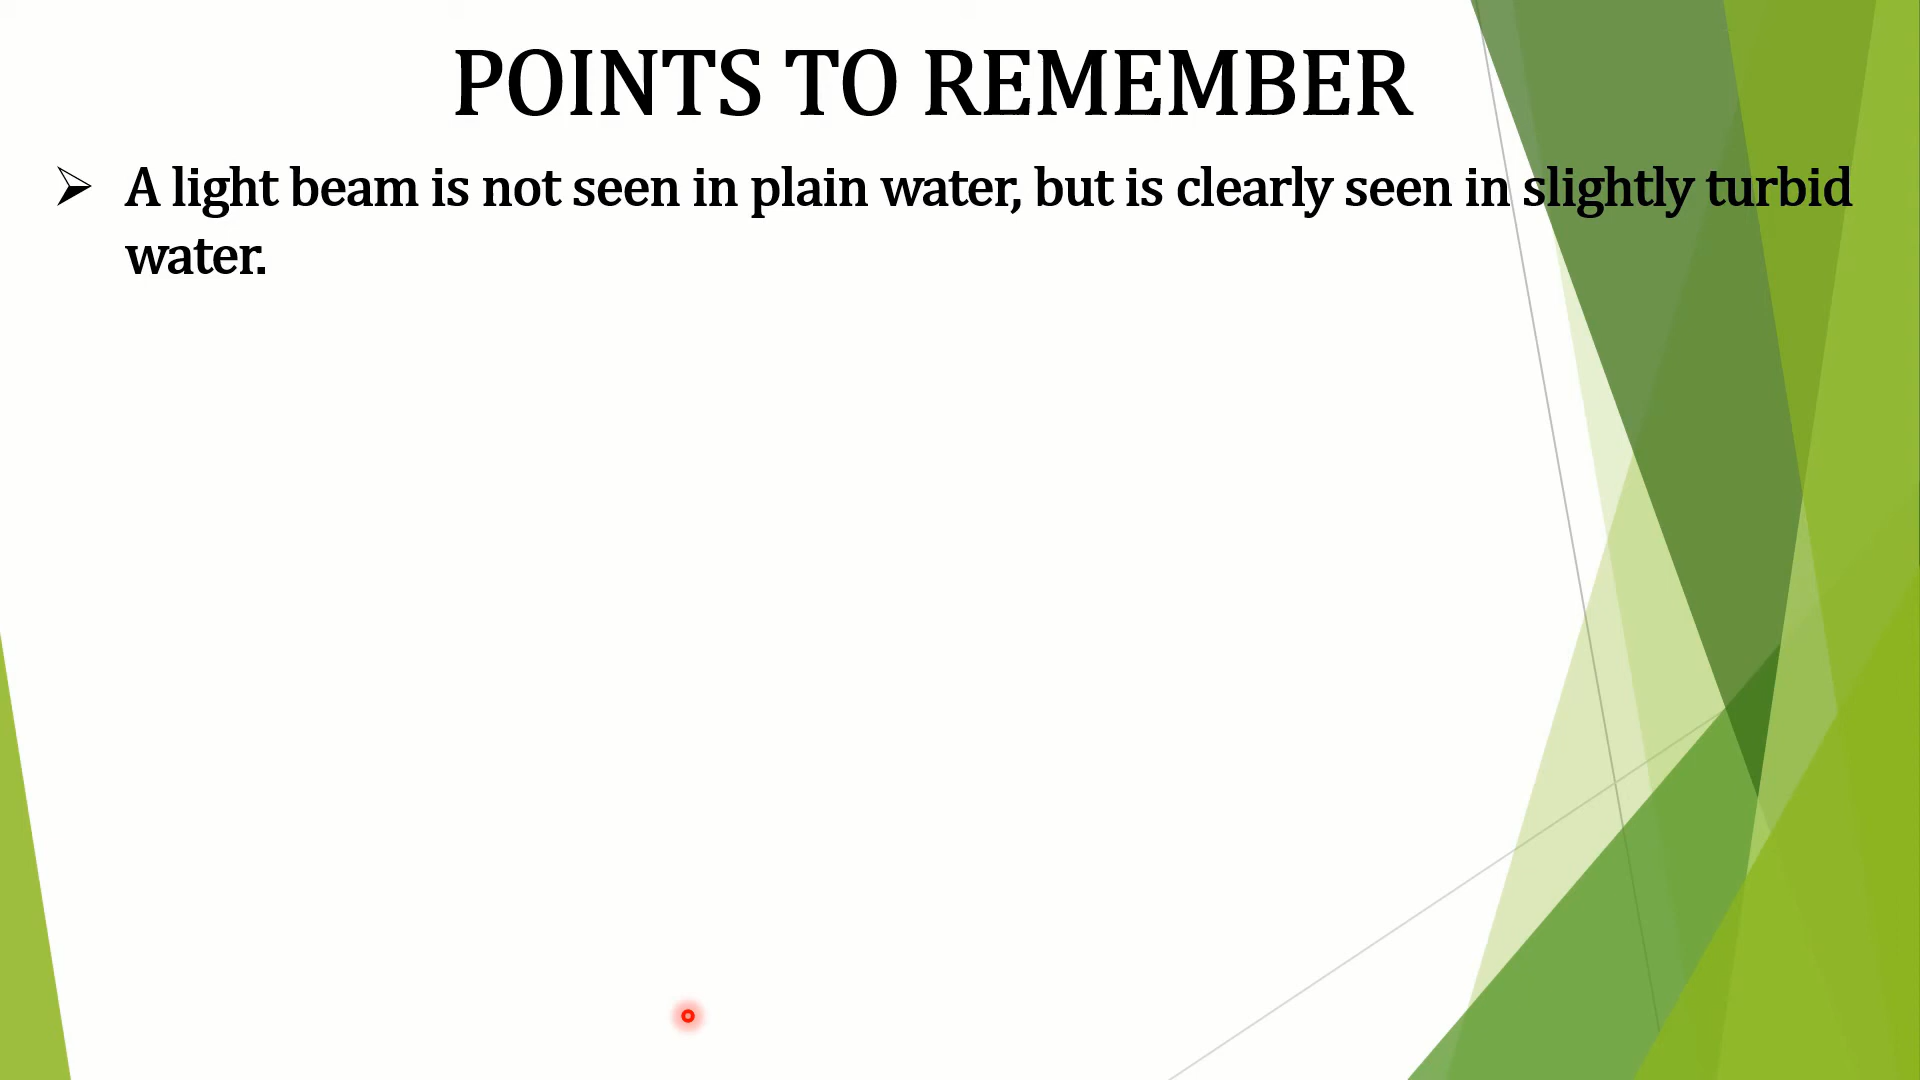 POINTS TO REMEMBER
➢ A light beam is not seen in plain water, but is clearly seen in slightly turbid
water.